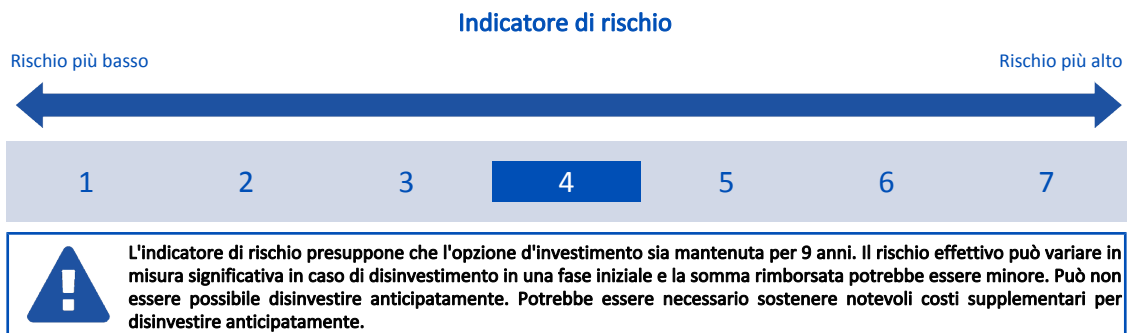 Indicatore di rischio
Rischio più basso
Rischio più alto
1 2 3 4 5 6 7
L'indicatore di rischio presuppone che l'opzione d'investimento sia mantenuta per 9 anni. Il rischio effettivo può variare in
misura significativa in caso di disinvestimento in una fase iniziale e la somma rimborsata potrebbe essere minore. Può non
essere possibile disinvestire anticipatamente. Potrebbe essere necessario sostenere notevoli costi supplementari per
disinvestire anticipatamente.